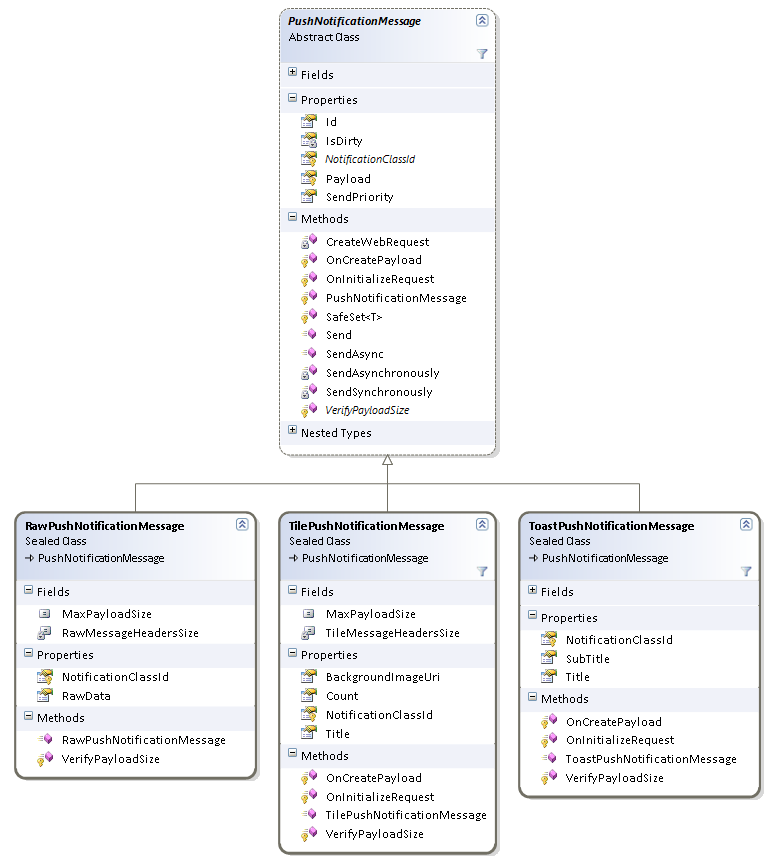 PushNotificationMessage
Abstract Class
Fields
Properties
Id
IsDirty
NotificationClassId
Payload
SendPriority
Methods
CreateWebRequest
OnCreatePayload
OnInitializeRequest
PushNotificationMessage
SafeSet<T>
Send
SendAsync
SendAsynchronously
SendSynchronously
VerifyPayloadSize
Nested Types
RawPushNotificationMessage
Sealed Class
PushNotificationMessage
Fields
MaxPayloadSize
RawMessageHeadersSize
Properties
NotificationClassId
RawData
Methods
RawPushNotificationMessage
VerifyPayloadSize
TilePushNotificationMessage
Sealed Class
PushNotificationMessage
Fields
MaxPayloadSize
TileMessageHeadersSize
Properties
BackgroundImageUri
Count
NotificationClassId
Title
Methods
OnCreatePayload
OnInitializeRequest
TilePushNotificationMessage
VerifyPayloadSize
ToastPushNotificationMessage
Sealed Class
PushNotificationMessage
Fields
Properties
NotificationClassId
SubTitle
Title
Methods
OnCreatePayload
OnInitializeRequest
ToastPushNotificationMessage
VerifyPayloadSize